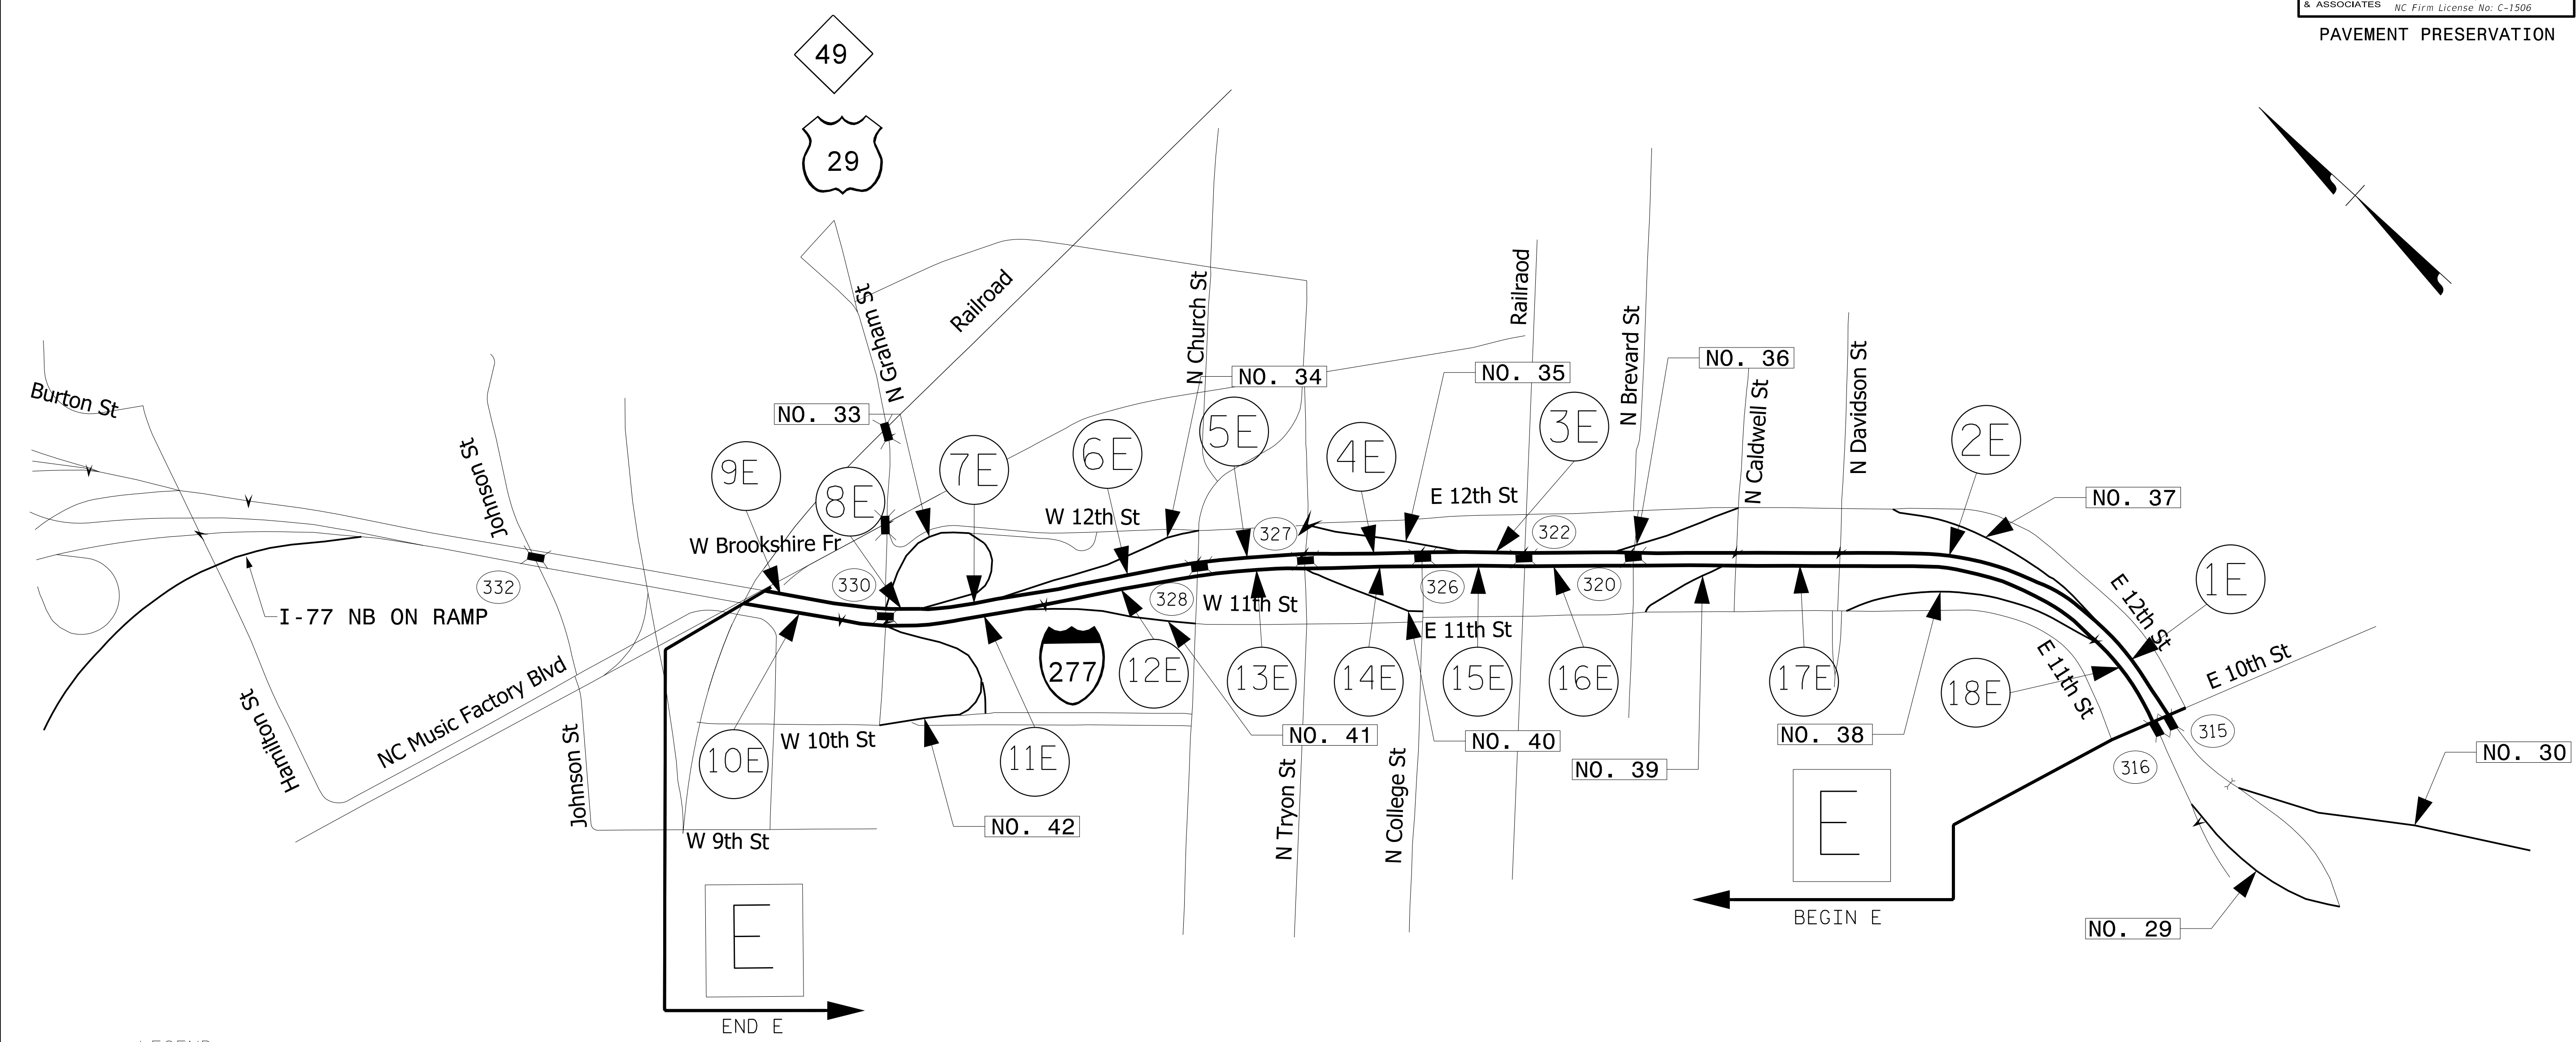 & ASSOCIATES
NC Firm License No: C-1506
PAVEMENT PRESERVATION
49
29
Burton St
Johnson St
N Graham St
Railroad
N Church St
Railraod
N Brevard St
N Caldwell St
N Davidson St
NO. 33
NO. 34
NO. 35
NO. 36
NO. 37
9E
8E
7E
6E
5E
4E
3E
2E
1E
W Brookshire Fr
W 12th St
E 12th St
E 12th St
327
322
332
330
328
326
320
I-77 NB ON RAMP
W 11th St
E 11th St
E 11th St
E 10th St
277
10E
11E
12E
13E
14E
15E
16E
17E
18E
Hamilton St
NC Music Factory Blvd
Johnson St
W 10th St
W 9th St
N Tryon St
N College St
NO. 41
NO. 40
NO. 39
NO. 38
NO. 42
316
315
NO. 30
NO. 29
E
BEGIN E
E
END E